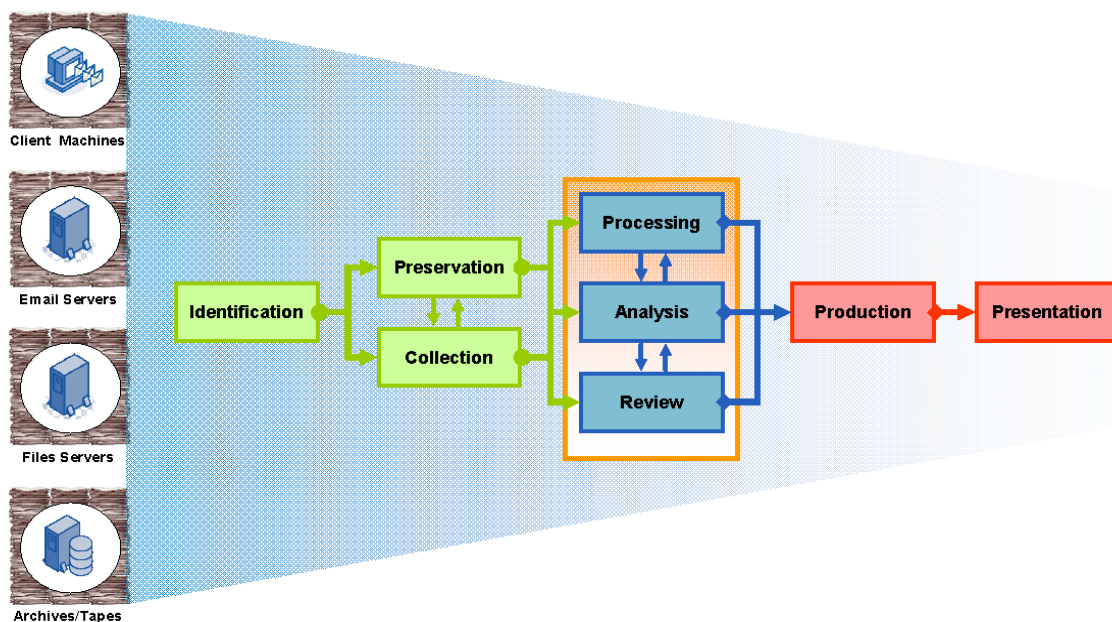 Client Machines
Email Servers
Files Servers
Archives/Tapes
Identification
Preservation
Collection
Processing
Analysis
Review
Production
Presentation